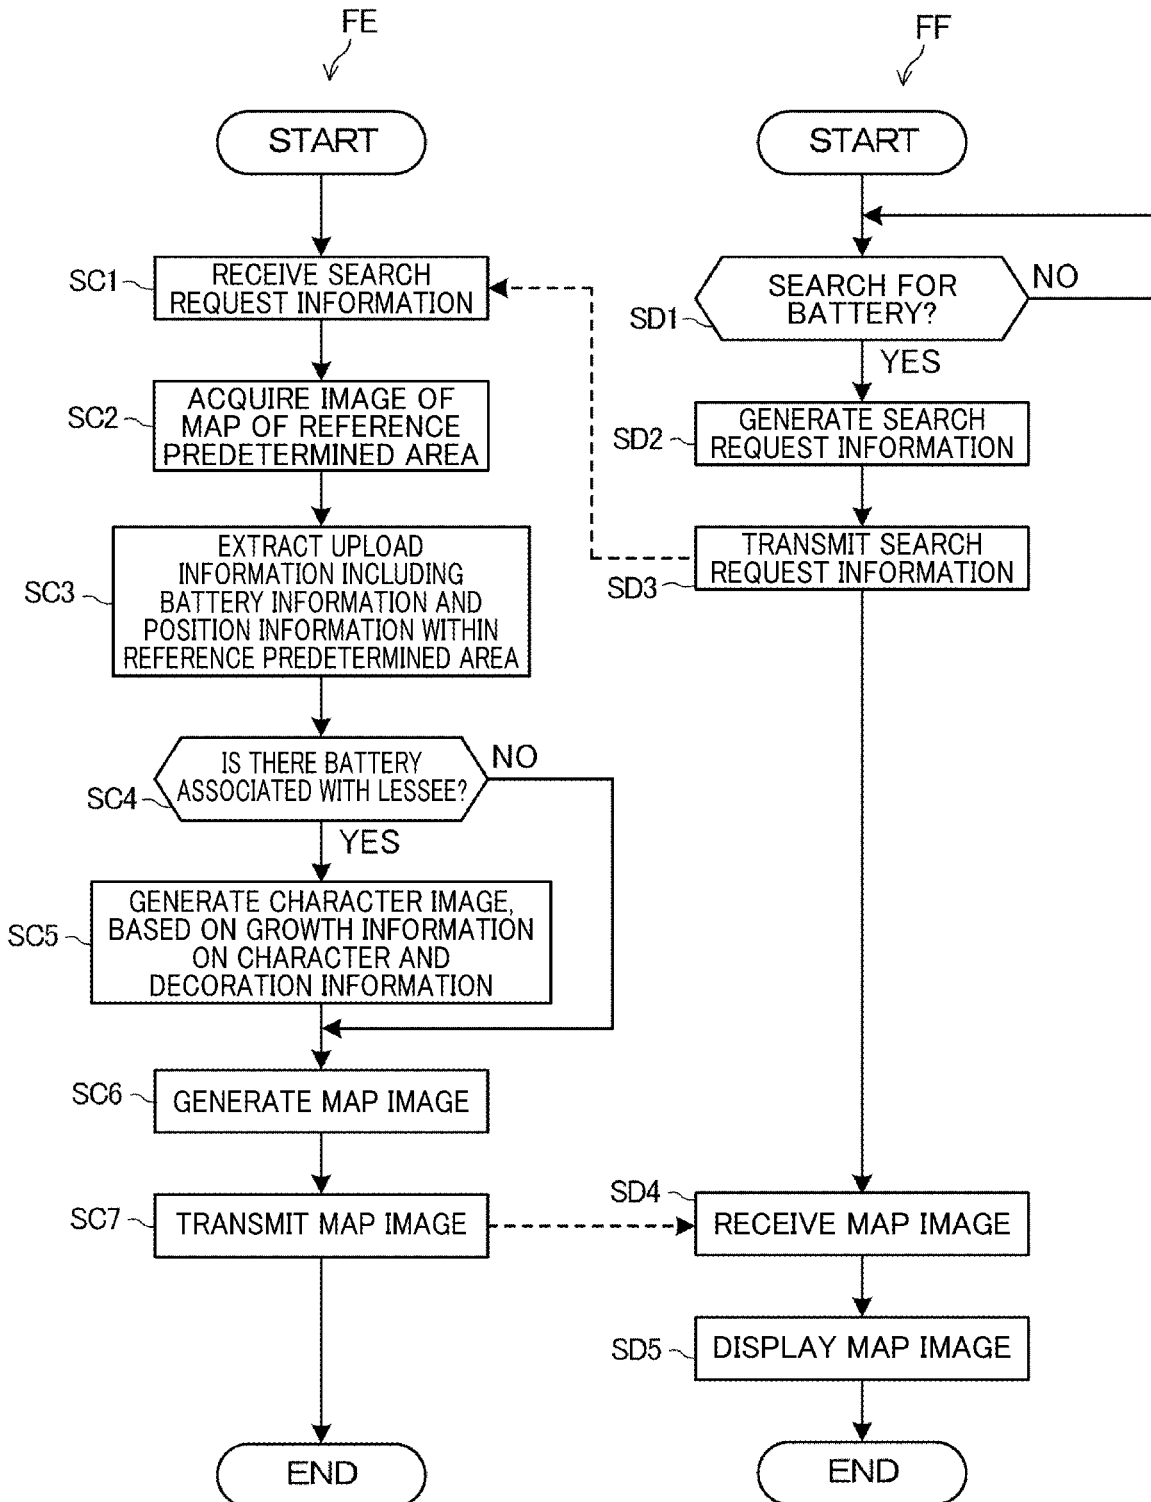 FE
START
SC1
RECEIVE SEARCH
REQUEST INFORMATION
SC2
ACQUIRE IMAGE OF
MAP OF REFERENCE
PREDETERMINED AREA
SC3
EXTRACT UPLOAD
INFORMATION INCLUDING
BATTERY INFORMATION AND
POSITION INFORMATION WITHIN
REFERENCE PREDETERMINED AREA
SC4
IS THERE BATTERY
ASSOCIATED WITH LESSEE?
NO
YES
SC5
GENERATE CHARACTER IMAGE,
BASED ON GROWTH INFORMATION
ON CHARACTER AND
DECORATION INFORMATION
SC6
GENERATE MAP IMAGE
SC7
TRANSMIT MAP IMAGE
END
FF
START
SD1
SEARCH FOR
BATTERY?
NO
YES
SD2
GENERATE SEARCH
REQUEST INFORMATION
SD3
TRANSMIT SEARCH
REQUEST INFORMATION
SD4
RECEIVE MAP IMAGE
SD5
DISPLAY MAP IMAGE
END